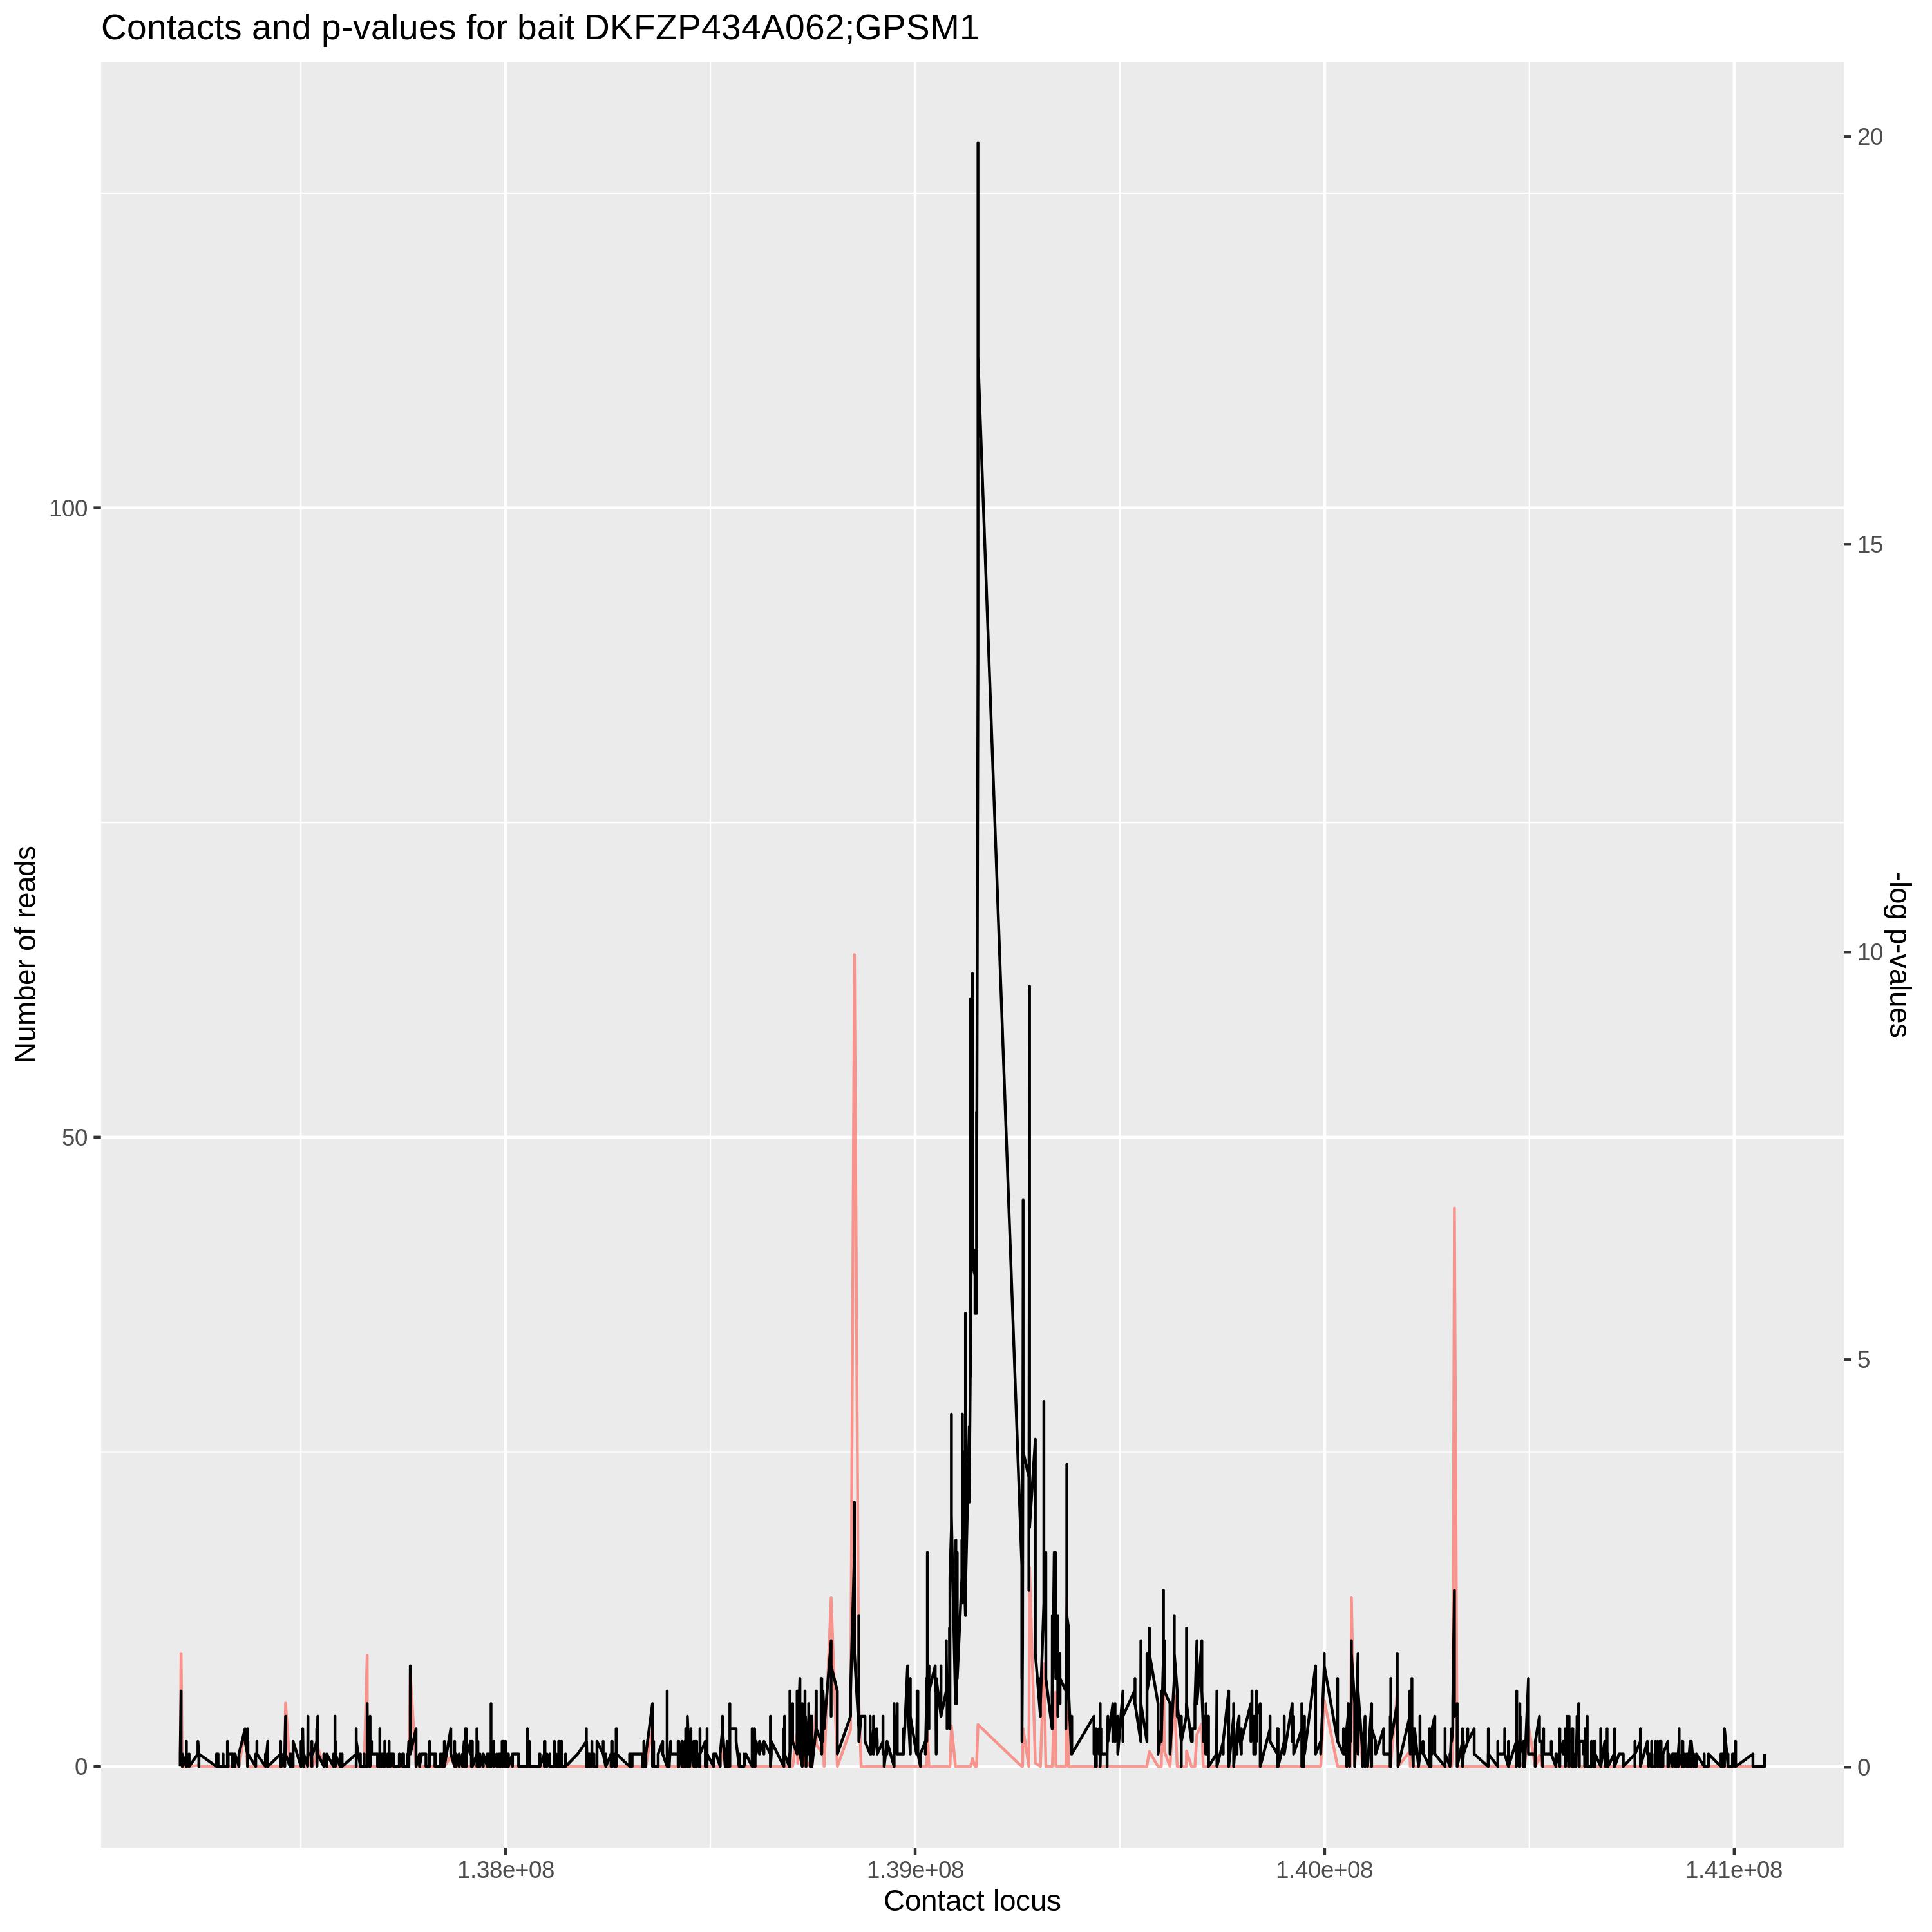 Contacts and p-values for bait DKFZP434A062;GPSM1
Number of reads
100
50
0
20
15
10
5
0
-log p-values
1.38e+08
1.39e+08
1.40e+08
1.41e+08
Contact locus